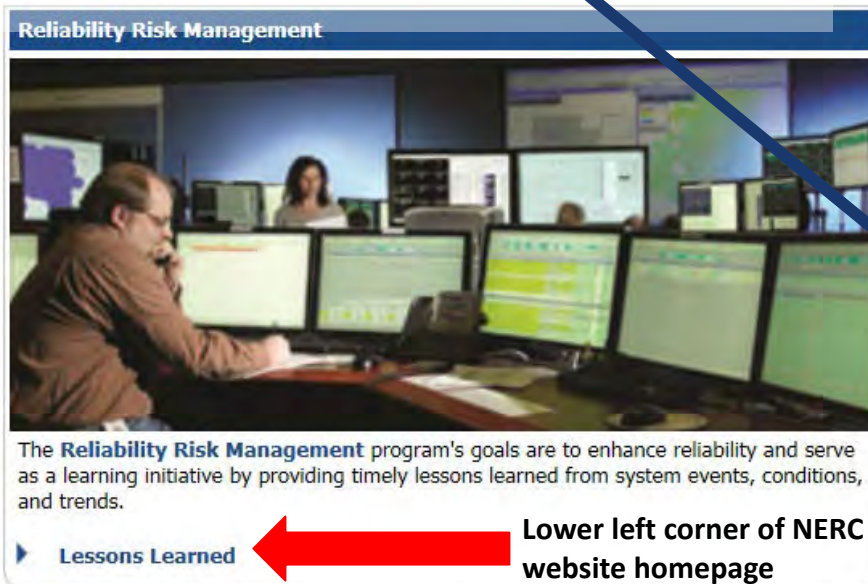 Reliability Risk Management
The Reliability Risk Management program's goals are to enhance reliability and serve
as a learning initiative by providing timely lessons learned from system events, conditions,
and trends.
Lessons Learned
Lower left corner of NERC
website homepage